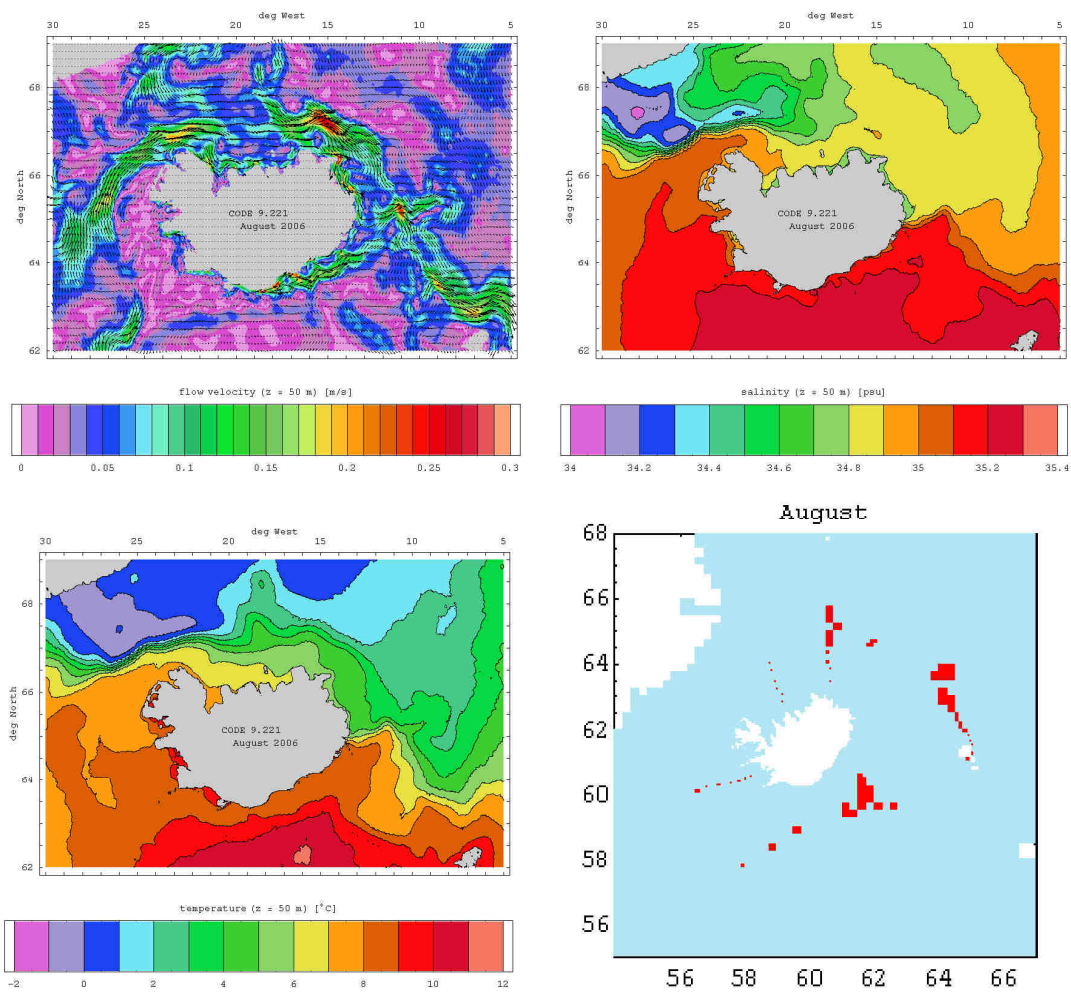 deg West
30 25 20 15 10 5
68
66
64
62
deg North
CODE 9.221
August 2006
flow velocity (z = 50 m) [m/s]
0 0.05 0.1 0.15 0.2 0.25 0.3
deg West
30 25 20 15 10 5
68
66
64
62
deg North
CODE 9.221
August 2006
salinity (z = 50 m) [psu]
34 34.2 34.4 34.6 34.8 35 35.2 35.4
deg West
30 25 20 15 10 5
68
66
64
62
deg North
CODE 9.221
August 2006
temperature (z = 50 m) [°C]
-2 0 2 4 6 8 10 12
August
68
66
64
62
60
58
56
56 58 60 62 64 66